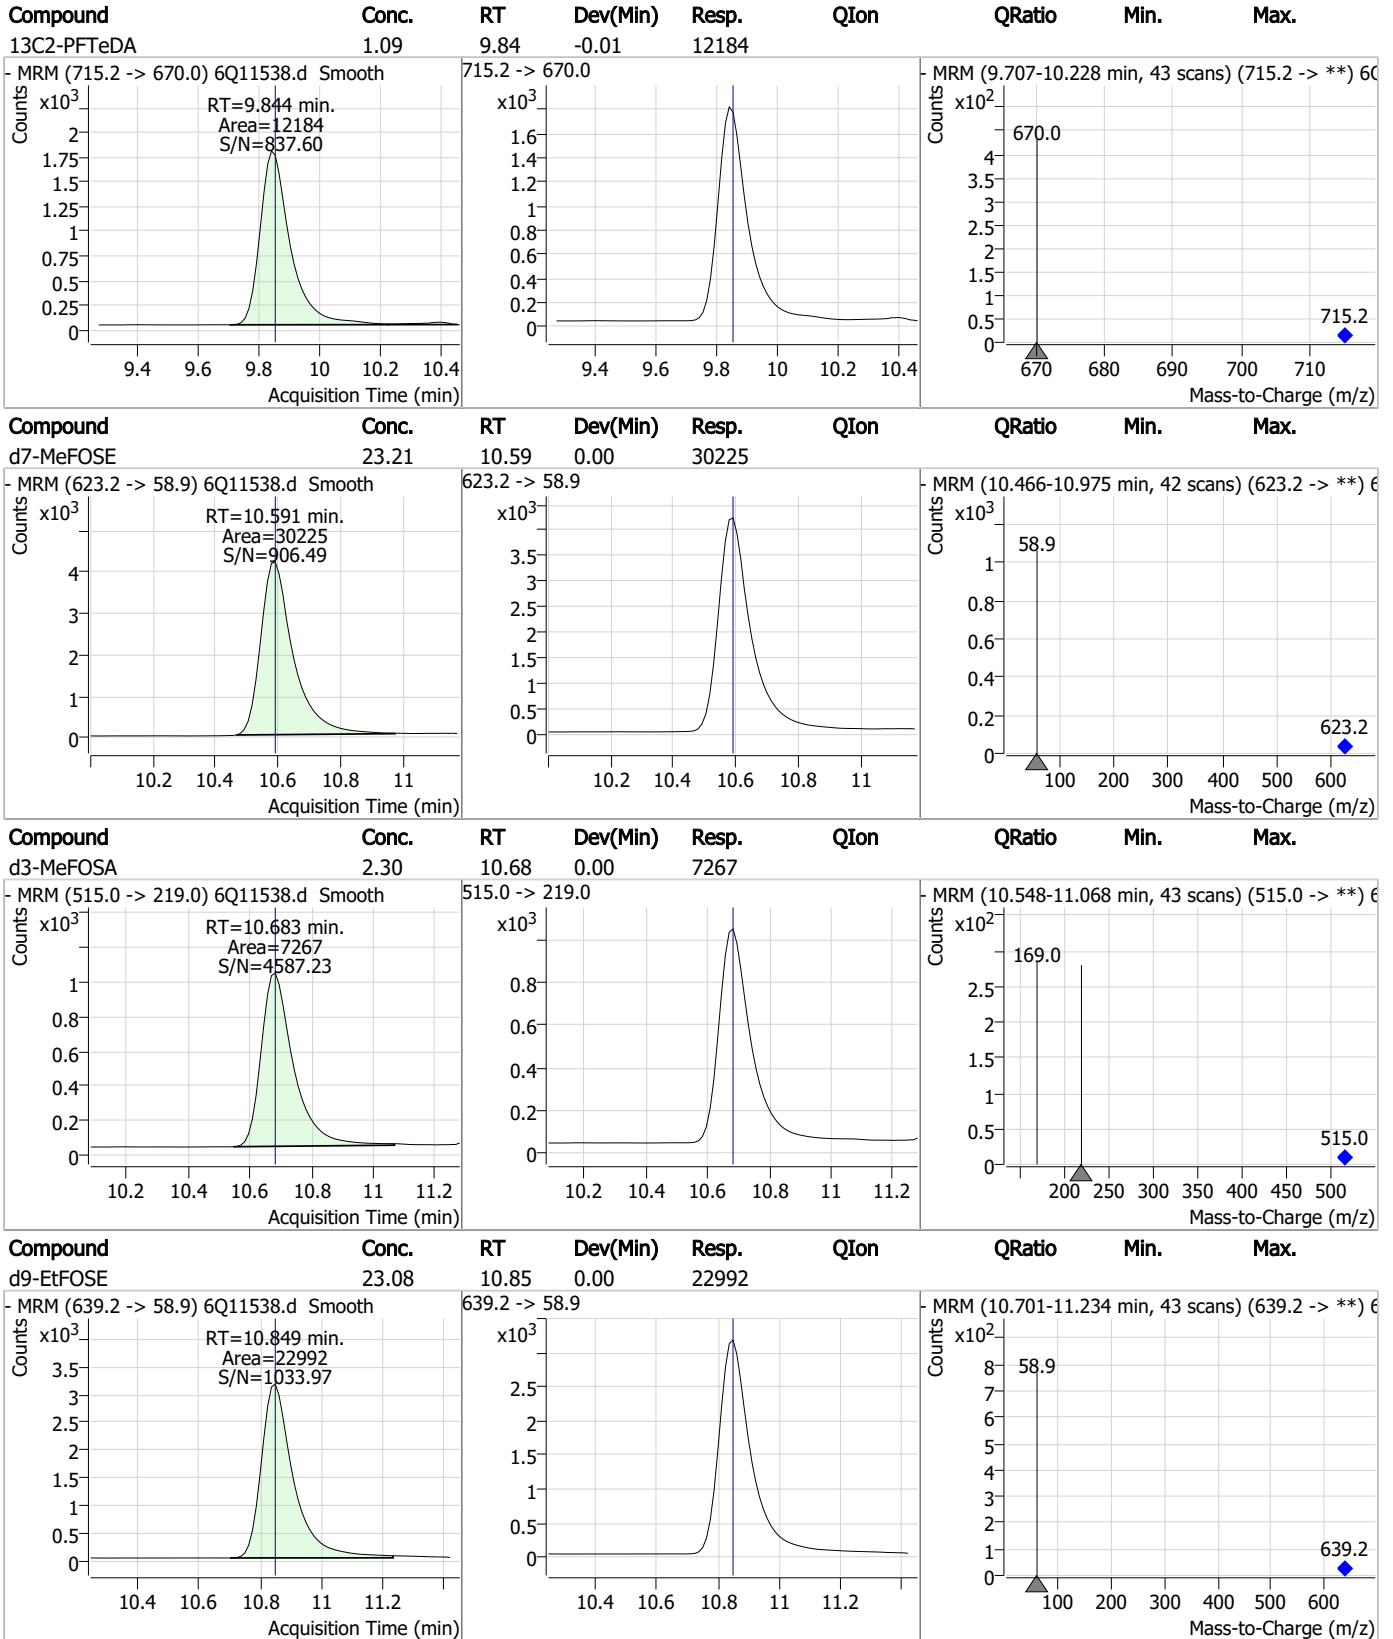 Compound Conc. RT Dev(Min) Resp. QIon QRatio Min. Max.
13C2-PFTeDA 1.09 9.84 -0.01 12184
- MRM (715.2 -> 670.0) 6Q11538.d Smooth
Counts
x10³
RT=9.844 min.
Area=12184
S/N=837.60
2
1.75
1.5
1.25
1
0.75
0.5
0.25
0
9.4 9.6 9.8 10 10.2 10.4
Acquisition Time (min)
715.2 -> 670.0
x10³
1.6
1.4
1.2
1
0.8
0.6
0.4
0.2
0
9.4 9.6 9.8 10 10.2 10.4
- MRM (9.707-10.228 min, 43 scans) (715.2 -> **) 6Q
Counts
x10²
670.0
4
3.5
3
2.5
2
1.5
1
0.5
0
715.2
670 680 690 700 710
Mass-to-Charge (m/z)
Compound Conc. RT Dev(Min) Resp. QIon QRatio Min. Max.
d7-MeFOSE 23.21 10.59 0.00 30225
- MRM (623.2 -> 58.9) 6Q11538.d Smooth
Counts
x10³
RT=10.591 min.
Area=30225
S/N=906.49
4
3
2
1
0
10.2 10.4 10.6 10.8 11
Acquisition Time (min)
623.2 -> 58.9
x10³
3.5
3
2.5
2
1.5
1
0.5
0
10.2 10.4 10.6 10.8 11
- MRM (10.466-10.975 min, 42 scans) (623.2 -> **) 6
Counts
x10³
58.9
1
0.8
0.6
0.4
0.2
0
623.2
100 200 300 400 500 600
Mass-to-Charge (m/z)
Compound Conc. RT Dev(Min) Resp. QIon QRatio Min. Max.
d3-MeFOSA 2.30 10.68 0.00 7267
- MRM (515.0 -> 219.0) 6Q11538.d Smooth
Counts
x10³
RT=10.683 min.
Area=7267
S/N=4587.23
1
0.8
0.6
0.4
0.2
0
10.2 10.4 10.6 10.8 11 11.2
Acquisition Time (min)
515.0 -> 219.0
x10³
0.8
0.6
0.4
0.2
0
10.2 10.4 10.6 10.8 11 11.2
- MRM (10.548-11.068 min, 43 scans) (515.0 -> **) 6
Counts
x10²
169.0
2.5
2
1.5
1
0.5
0
515.0
200 250 300 350 400 450 500
Mass-to-Charge (m/z)
Compound Conc. RT Dev(Min) Resp. QIon QRatio Min. Max.
d9-EtFOSE 23.08 10.85 0.00 22992
- MRM (639.2 -> 58.9) 6Q11538.d Smooth
Counts
x10³
RT=10.849 min.
Area=22992
S/N=1033.97
3.5
3
2.5
2
1.5
1
0.5
0
10.4 10.6 10.8 11 11.2
Acquisition Time (min)
639.2 -> 58.9
x10³
2.5
2
1.5
1
0.5
0
10.4 10.6 10.8 11 11.2
- MRM (10.701-11.234 min, 43 scans) (639.2 -> **) 6
Counts
x10²
58.9
8
7
6
5
4
3
2
1
0
639.2
100 200 300 400 500 600
Mass-to-Charge (m/z)